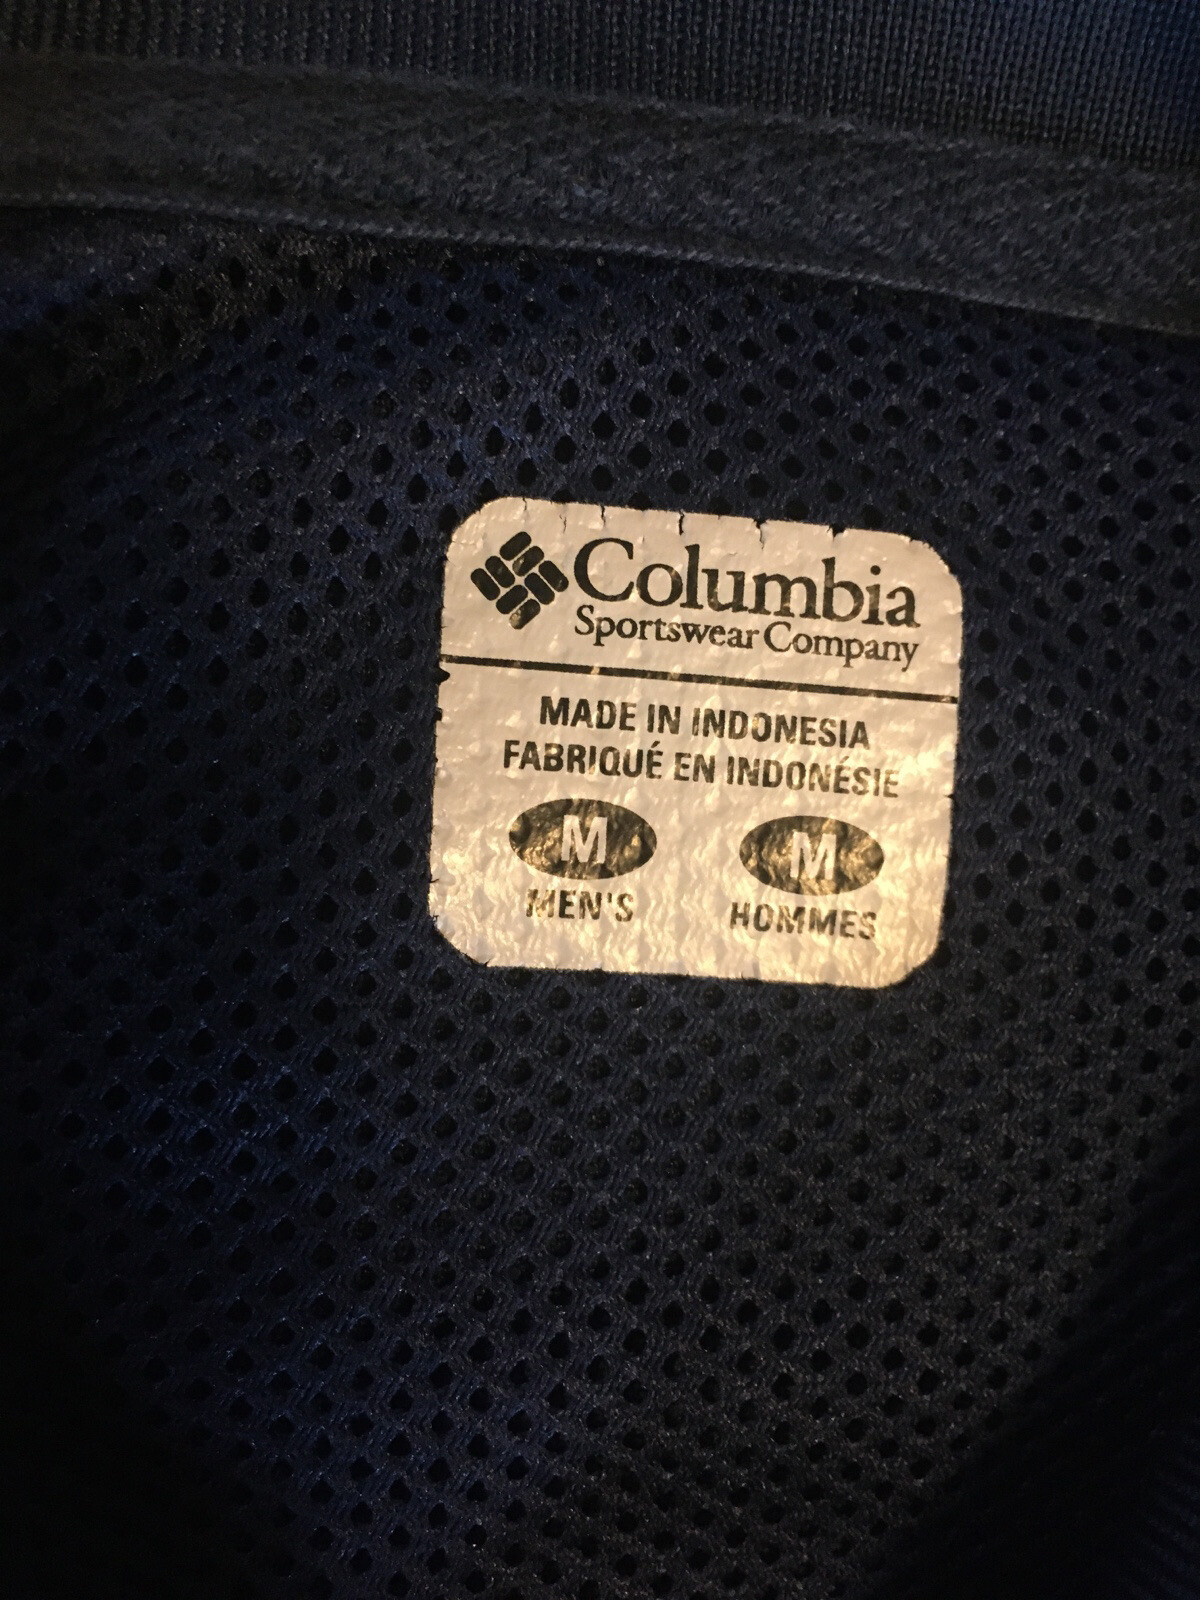 Columbia
Sportswear Company
MADE IN INDONESIA
FABRIQUÉ EN INDONÉSIE
M M
MEN'S HOMMES